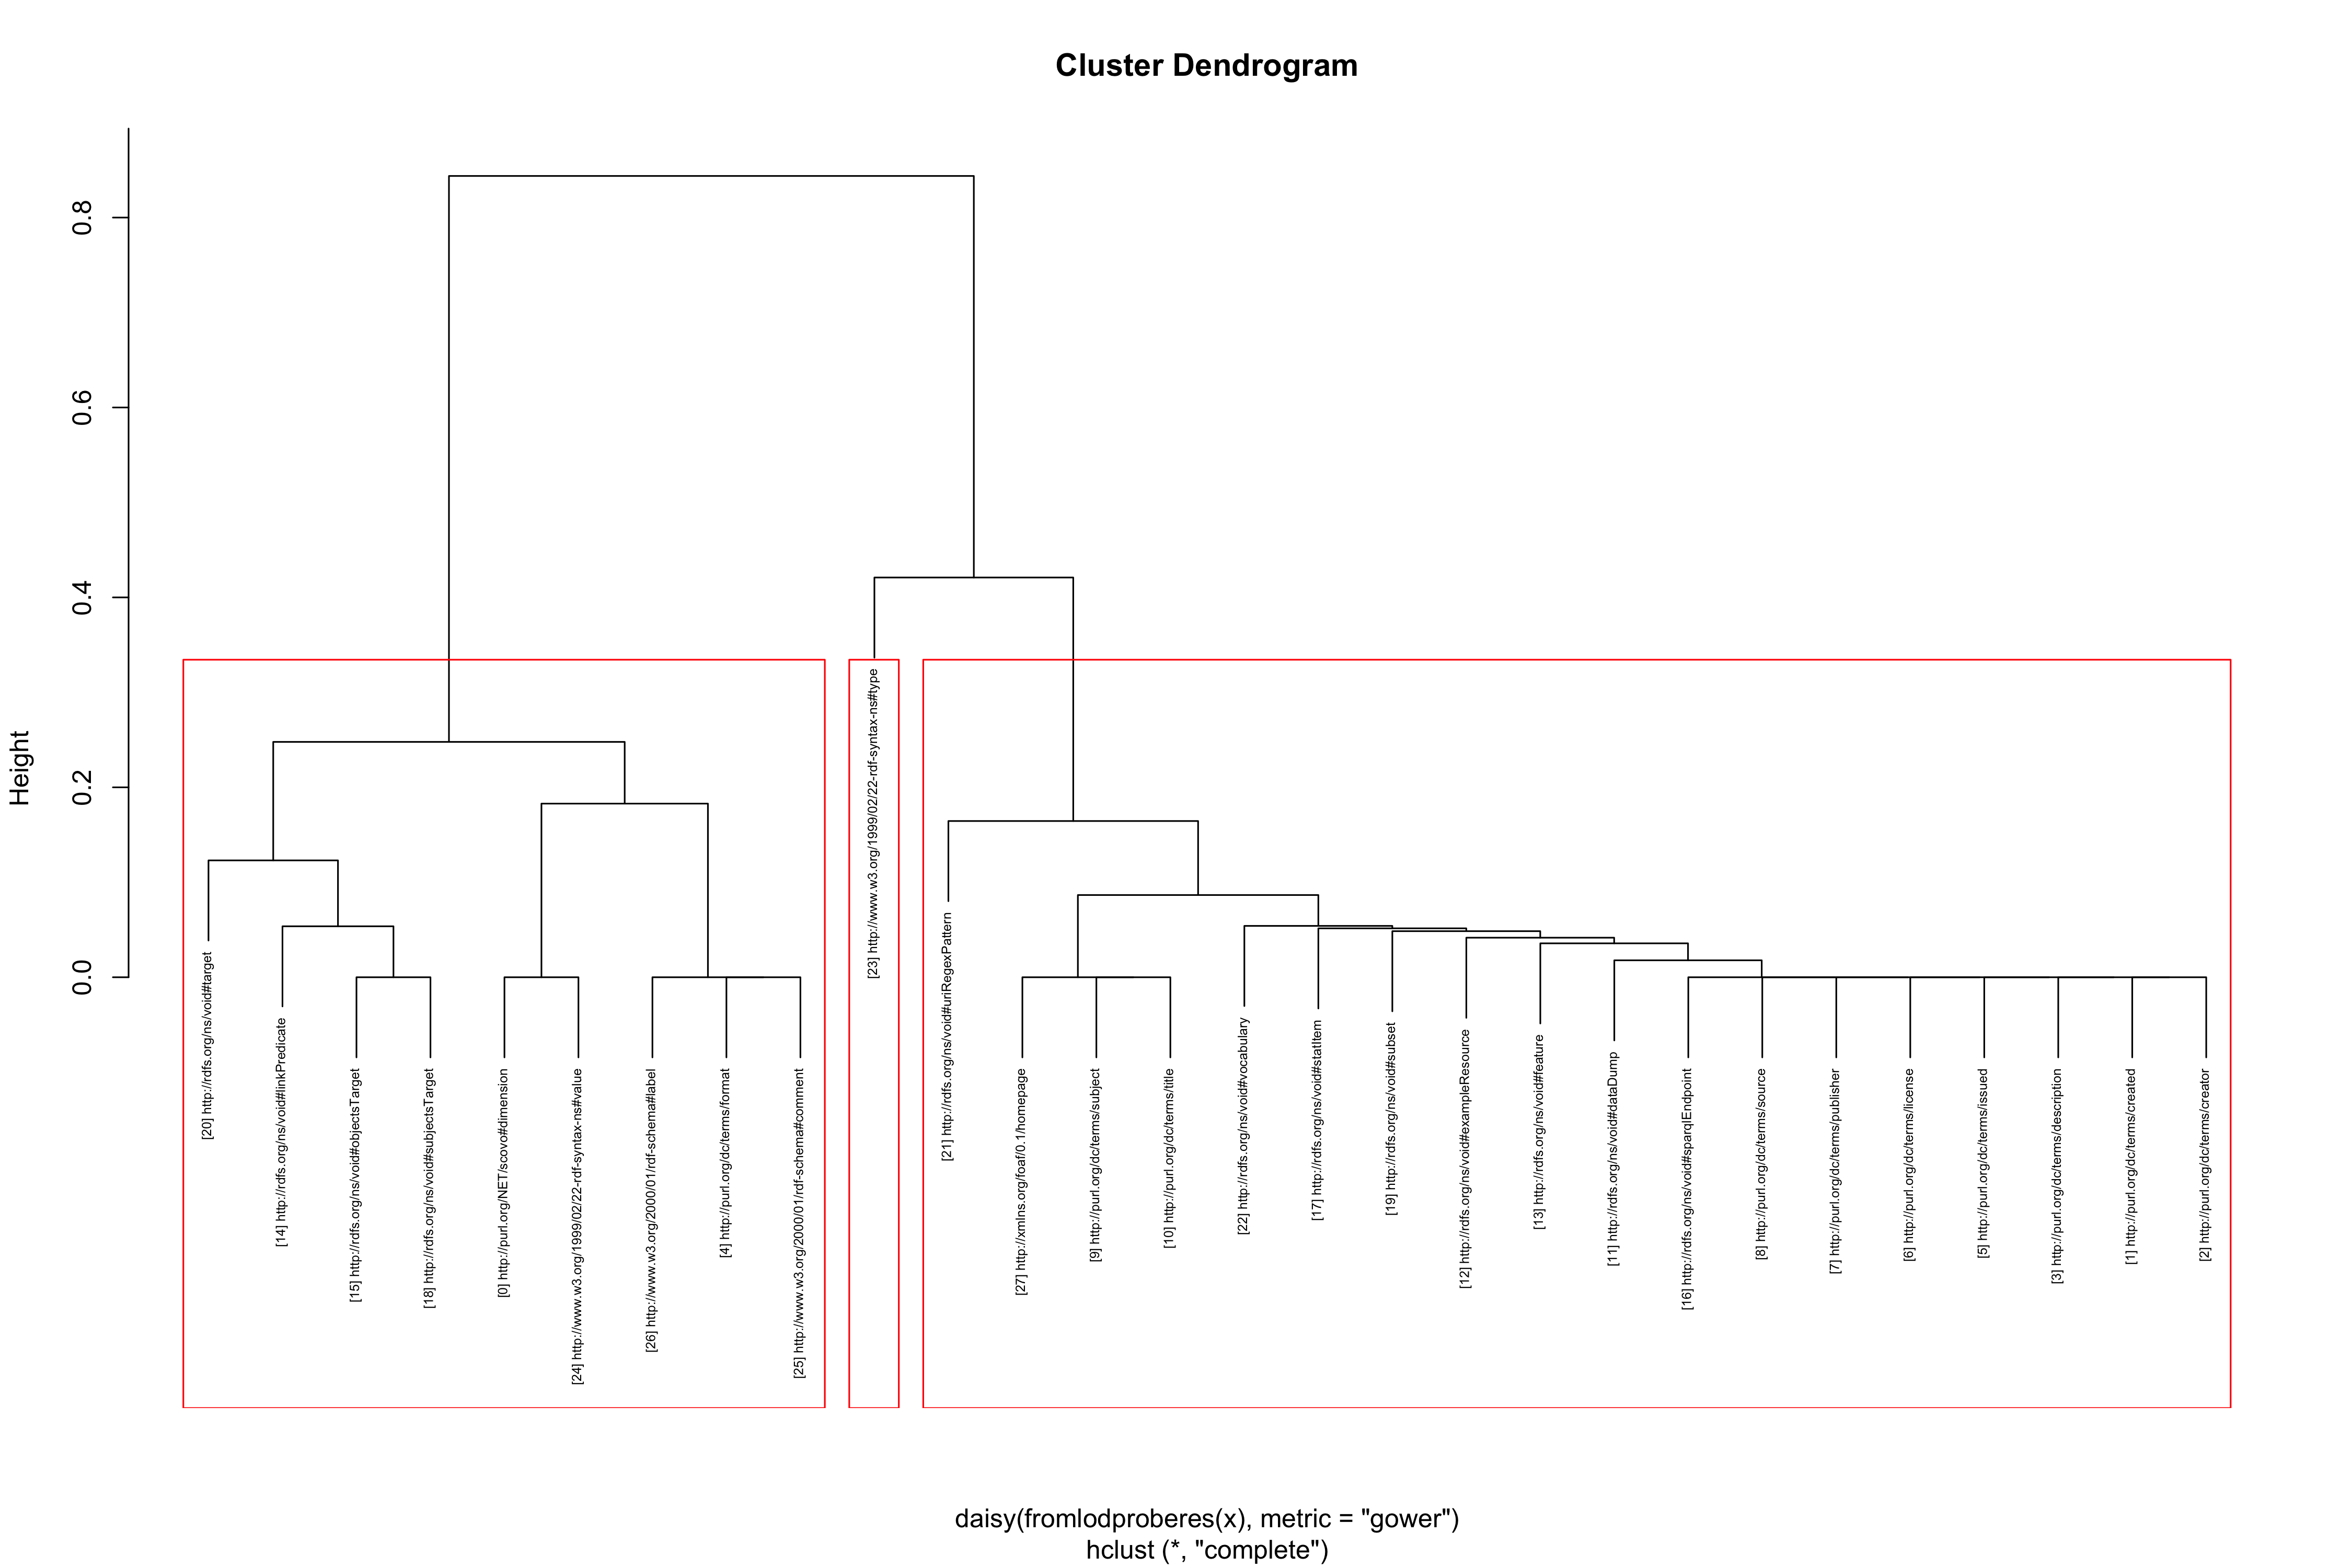 Cluster Dendrogram
Height
0.8
0.6
0.4
0.2
0.0
[20] http://rdfs.org/ns/void#target
[14] http://rdfs.org/ns/void#linkPredicate
[15] http://rdfs.org/ns/void#objectsTarget
[18] http://rdfs.org/ns/void#subjectsTarget
[0] http://purl.org/NET/scovo#dimension
[24] http://www.w3.org/1999/02/22-rdf-syntax-ns#value
[26] http://www.w3.org/2000/01/rdf-schema#label
[4] http://purl.org/dc/terms/format
[25] http://www.w3.org/2000/01/rdf-schema#comment
[23] http://www.w3.org/1999/02/22-rdf-syntax-ns#type
[21] http://rdfs.org/ns/void#uriRegexPattern
[27] http://xmlns.org/foaf/0.1/homepage
[9] http://purl.org/dc/terms/subject
[10] http://purl.org/dc/terms/title
[22] http://rdfs.org/ns/void#vocabulary
[17] http://rdfs.org/ns/void#statItem
[19] http://rdfs.org/ns/void#subset
[12] http://rdfs.org/ns/void#exampleResource
[13] http://rdfs.org/ns/void#feature
[11] http://rdfs.org/ns/void#dataDump
[16] http://rdfs.org/ns/void#sparqlEndpoint
[8] http://purl.org/dc/terms/source
[7] http://purl.org/dc/terms/publisher
[6] http://purl.org/dc/terms/license
[5] http://purl.org/dc/terms/issued
[3] http://purl.org/dc/terms/description
[1] http://purl.org/dc/terms/created
[2] http://purl.org/dc/terms/creator
daisy(fromlodproberes(x), metric = "gower")
hclust (*, "complete")